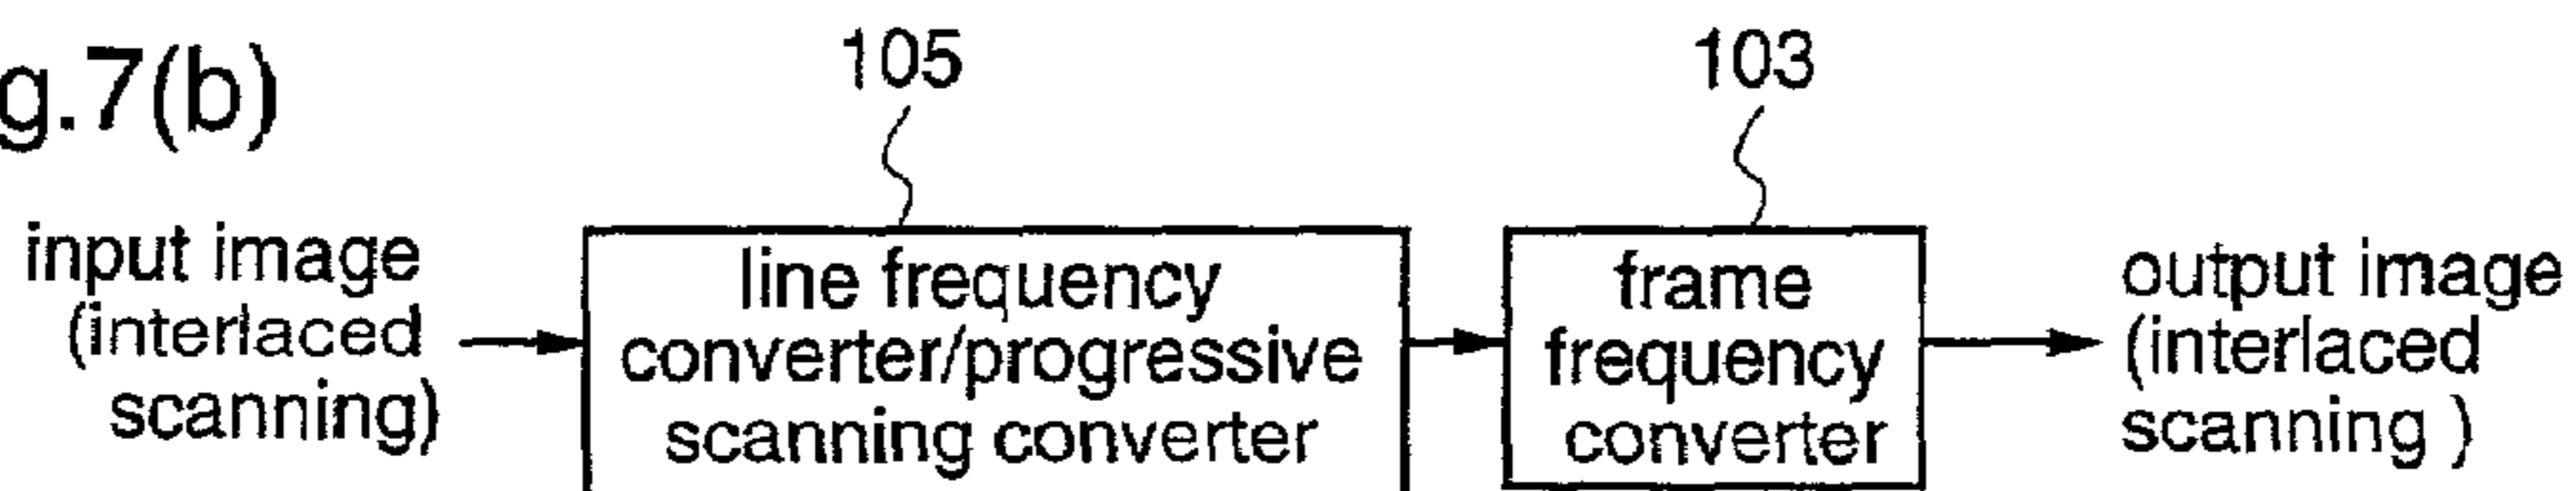 g.7(b)
105
103
input image
(interlaced
scanning)
line frequency
converter/progressive
scanning converter
frame
frequency
converter
output image
(interlaced
scanning )